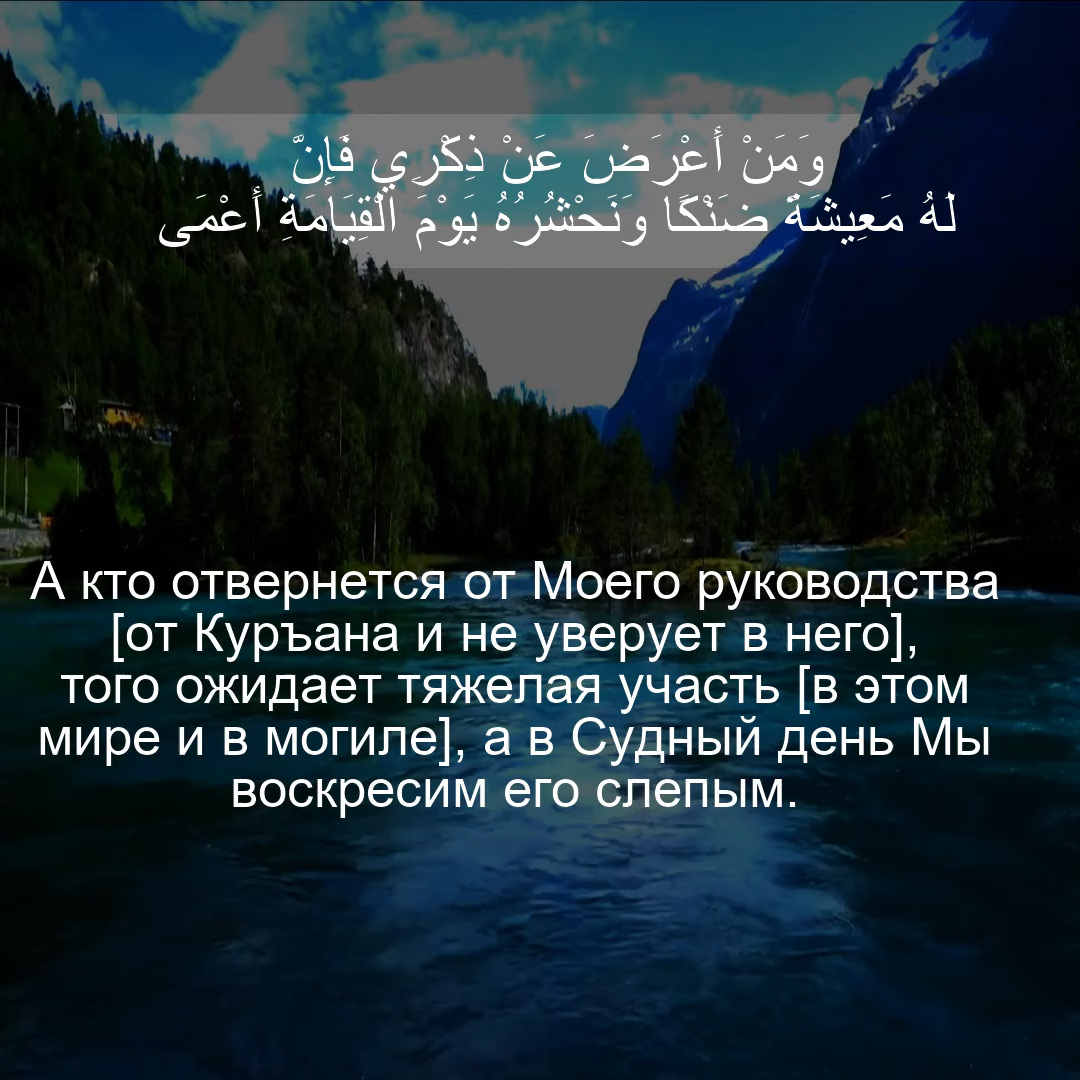 وَمَنْ أَعْرَضَ عَنْ ذِكْرِي فَإِنَّ
لَهُ مَعِيشَةً ضَنْكًا وَنَحْشُرُهُ يَوْمَ الْقِيَامَةِ أَعْمَى
А кто отвернется от Моего руководства
[от Куръана и не уверует в него],
того ожидает тяжелая участь [в этом
мире и в могиле], а в Судный день Мы
воскресим его слепым.